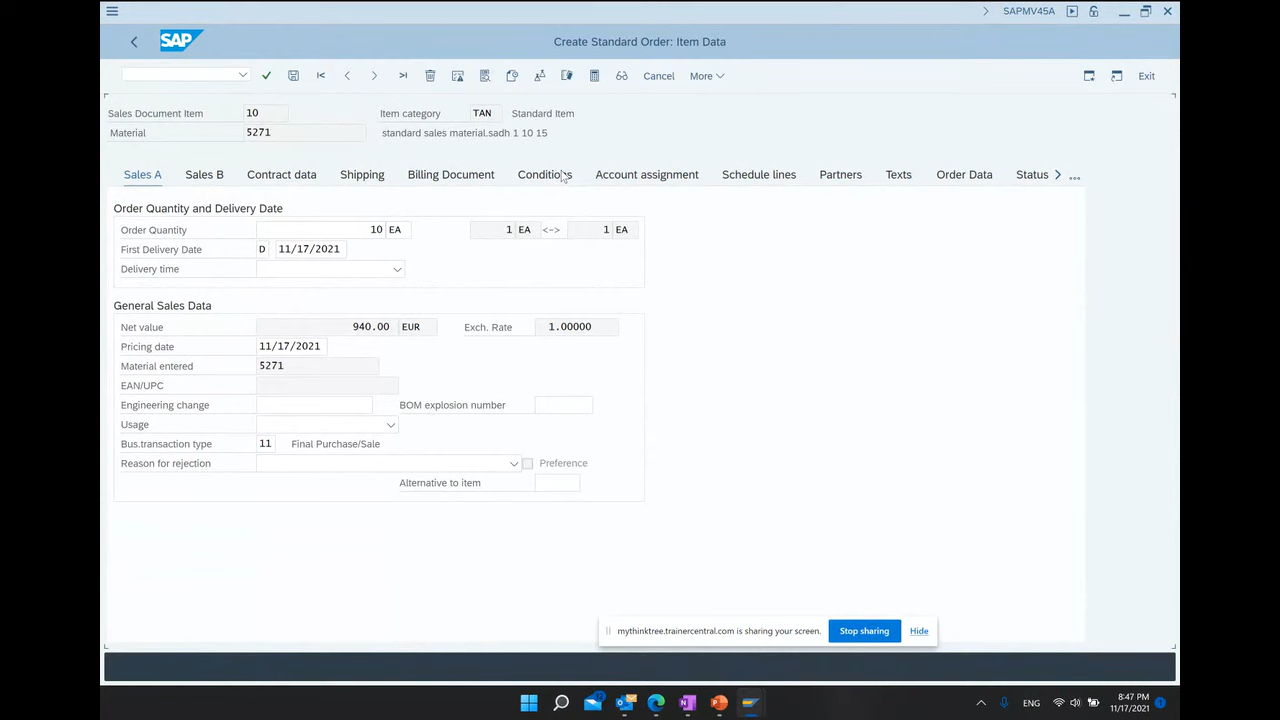 SAPMV45A
SAP Create Standard Order: Item Data
Cancel More Exit
Sales Document Item 10 Item category TAN Standard Item
Material 5271 standard sales material.sadh 1 10 15
Sales A Sales B Contract data Shipping Billing Document Conditions Account assignment Schedule lines Partners Texts Order Data Status ...
Order Quantity and Delivery Date
Order Quantity 10 EA 1 EA <-> 1 EA
First Delivery Date D 11/17/2021
Delivery time
General Sales Data
Net value 940.00 EUR Exch. Rate 1.00000
Pricing date 11/17/2021
Material entered 5271
EAN/UPC
Engineering change BOM explosion number
Usage
Bus.transaction type 11 Final Purchase/Sale
Reason for rejection Preference
Alternative to item
mythinktree.trainercentral.com is sharing your screen. Stop sharing Hide
ENG 8:47 PM
11/17/2021